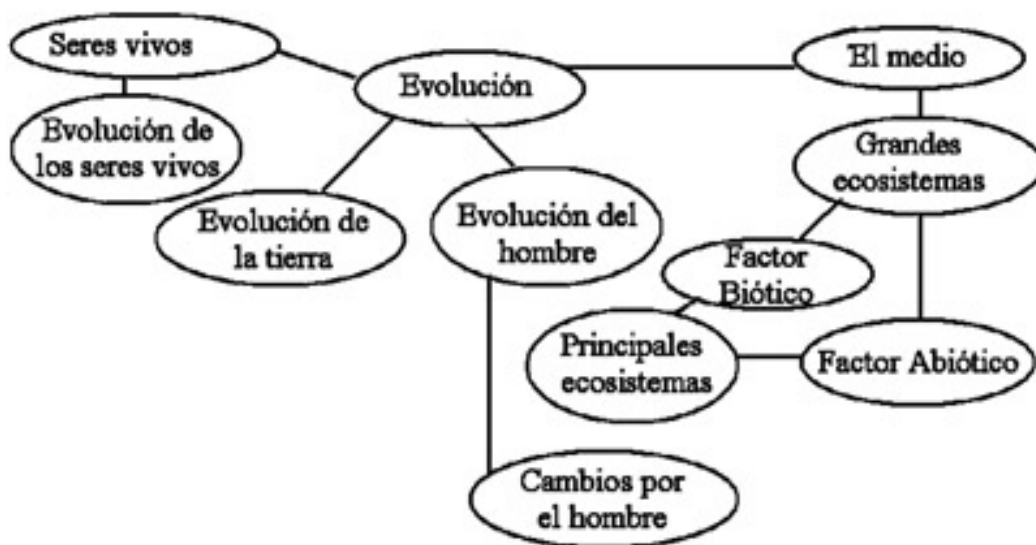 Seres vivos
Evolución
El medio
Evolución de
los seres vivos
Grandes
ecosistemas
Evolución de
la tierra
Evolución del
hombre
Factor
Biótico
Principales
ecosistemas
Factor Abiótico
Cambios por
el hombre